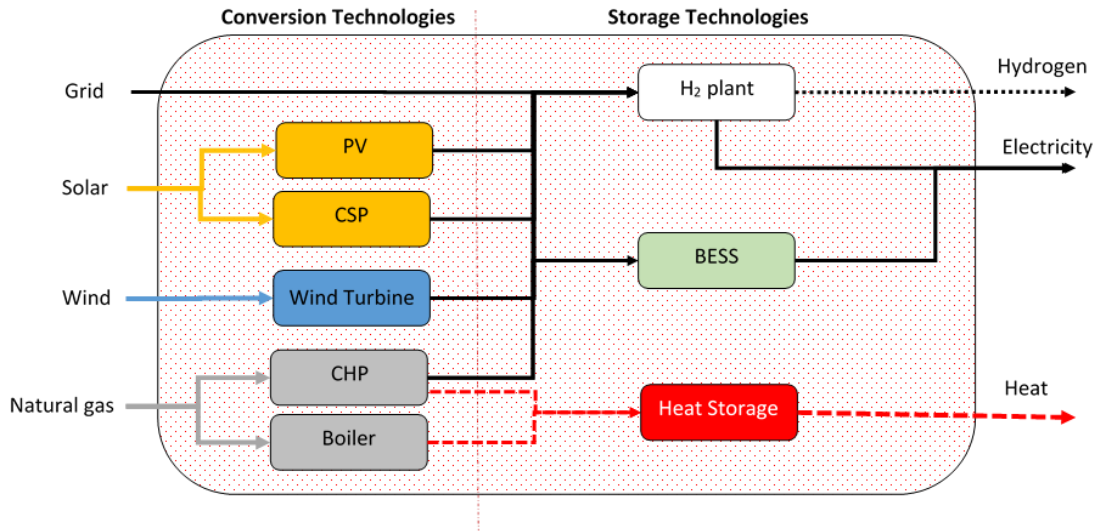 Conversion Technologies
Storage Technologies
Grid
H₂ plant
Hydrogen
PV
Electricity
Solar
CSP
BESS
Wind
Wind Turbine
CHP
Heat Storage
Heat
Natural gas
Boiler